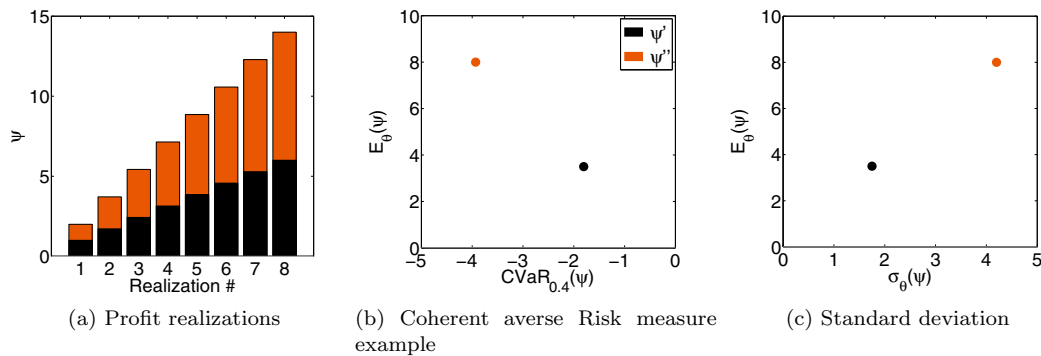 15
10
5
0
ψ
1 2 3 4 5 6 7 8
Realization #
(a) Profit realizations
10
8
6
4
2
0
E_θ(ψ)
−5 −4 −3 −2 −1 0
CVaR_0.4(ψ)
ψ'
ψ''
(b) Coherent averse Risk measure
example
10
8
6
4
2
0
E_θ(ψ)
0 1 2 3 4 5
σ_θ(ψ)
(c) Standard deviation